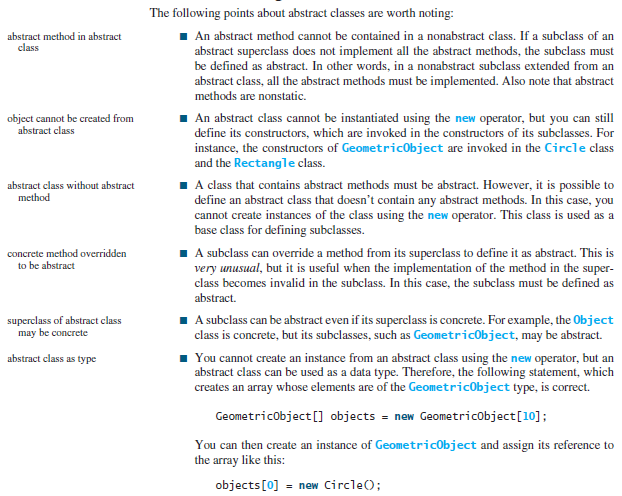 The following points about abstract classes are worth noting:
abstract method in abstract
class
■ An abstract method cannot be contained in a nonabstract class. If a subclass of an
abstract superclass does not implement all the abstract methods, the subclass must
be defined as abstract. In other words, in a nonabstract subclass extended from an
abstract class, all the abstract methods must be implemented. Also note that abstract
methods are nonstatic.
object cannot be created from
abstract class
■ An abstract class cannot be instantiated using the new operator, but you can still
define its constructors, which are invoked in the constructors of its subclasses. For
instance, the constructors of GeometricObject are invoked in the Circle class
and the Rectangle class.
abstract class without abstract
method
■ A class that contains abstract methods must be abstract. However, it is possible to
define an abstract class that doesn't contain any abstract methods. In this case, you
cannot create instances of the class using the new operator. This class is used as a
base class for defining subclasses.
concrete method overridden
to be abstract
■ A subclass can override a method from its superclass to define it as abstract. This is
very unusual, but it is useful when the implementation of the method in the super-
class becomes invalid in the subclass. In this case, the subclass must be defined as
abstract.
superclass of abstract class
may be concrete
■ A subclass can be abstract even if its superclass is concrete. For example, the Object
class is concrete, but its subclasses, such as GeometricObject, may be abstract.
abstract class as type
■ You cannot create an instance from an abstract class using the new operator, but an
abstract class can be used as a data type. Therefore, the following statement, which
creates an array whose elements are of the GeometricObject type, is correct.
GeometricObject[] objects = new GeometricObject[10];
You can then create an instance of GeometricObject and assign its reference to
the array like this:
objects[0] = new Circle();